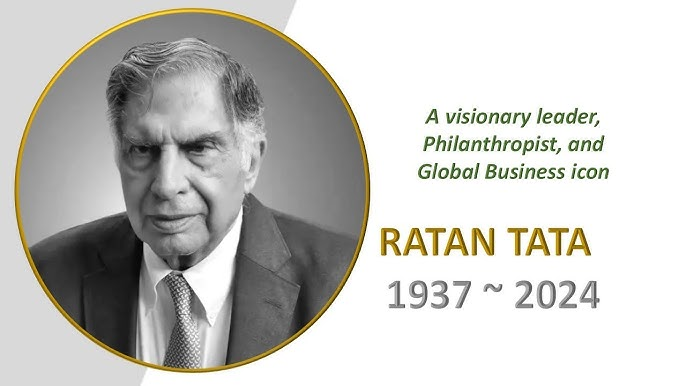 A visionary leader,
Philanthropist, and
Global Business icon
RATAN TATA
1937 ~ 2024